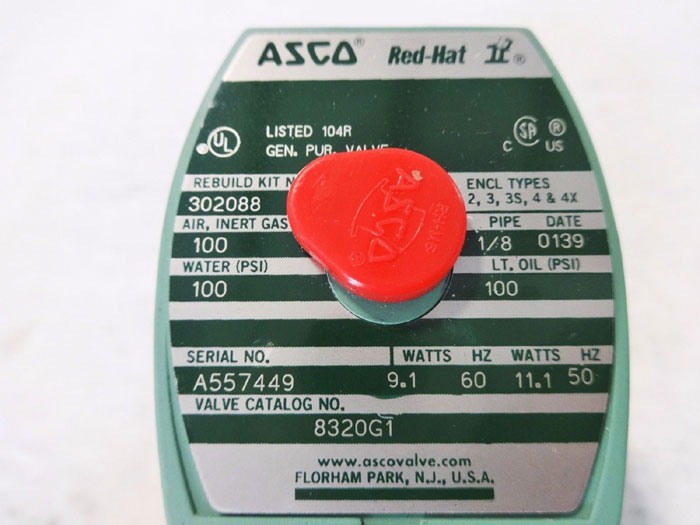 ASCO® Red-Hat II®
UL LISTED 104R
GEN. PUR. VALVE
C SA ® US
REBUILD KIT ENCL TYPES
302088 2, 3, 3S, 4 & 4X
AIR, INERT GAS PIPE DATE
100 1/8 0139
WATER (PSI) LT. OIL (PSI)
100 100
ASCO®
SERIAL NO. WATTS HZ WATTS HZ
A557449 9.1 60 11.1 50
VALVE CATALOG NO.
8320G1
www.ascovalve.com
FLORHAM PARK, N.J., U.S.A.